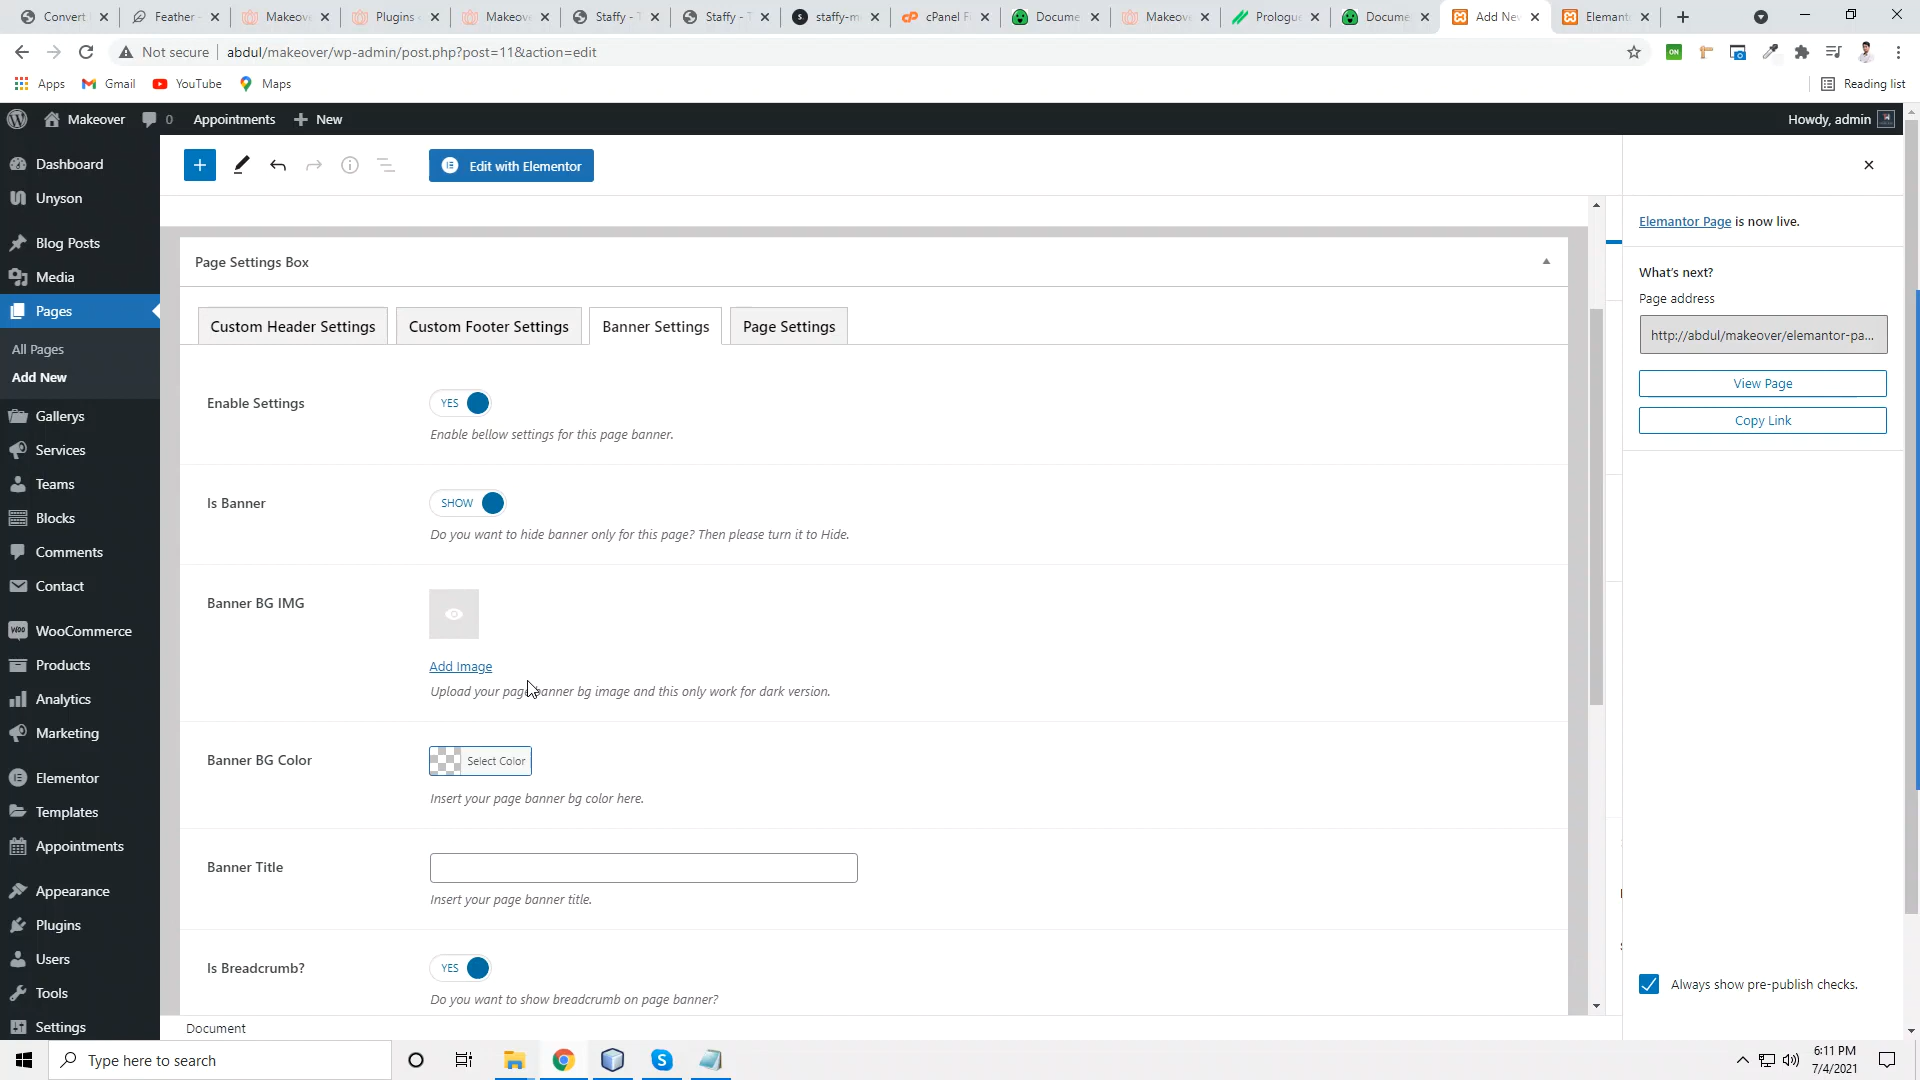 Convert
Feather -
Makeove
Plugins -
Makeove
Staffy - T
Staffy - T
staffy-m
cPanel F
Docume
Makeove
Prologue
Docume
Add New
Elemant
Not secure
abdul/makeover/wp-admin/post.php?post=11&action=edit
ON
Apps
Gmail
YouTube
Maps
Reading list
Makeover
0
Appointments
New
Howdy, admin
Dashboard
Unyson
Blog Posts
Media
Pages
All Pages
Add New
Gallerys
Services
Teams
Blocks
Comments
Contact
WooCommerce
Products
Analytics
Marketing
Elementor
Templates
Appointments
Appearance
Plugins
Users
Tools
Settings
Edit with Elementor
Page Settings Box
Custom Header Settings
Custom Footer Settings
Banner Settings
Page Settings
Enable Settings
YES
Enable bellow settings for this page banner.
Is Banner
SHOW
Do you want to hide banner only for this page? Then please turn it to Hide.
Banner BG IMG
Add Image
Upload your page banner bg image and this only work for dark version.
Banner BG Color
Select Color
Insert your page banner bg color here.
Banner Title
Insert your page banner title.
Is Breadcrumb?
YES
Do you want to show breadcrumb on page banner?
Document
Elemantor Page is now live.
What's next?
Page address
http://abdul/makeover/elemantor-pa...
View Page
Copy Link
Always show pre-publish checks.
Type here to search
6:11 PM
7/4/2021